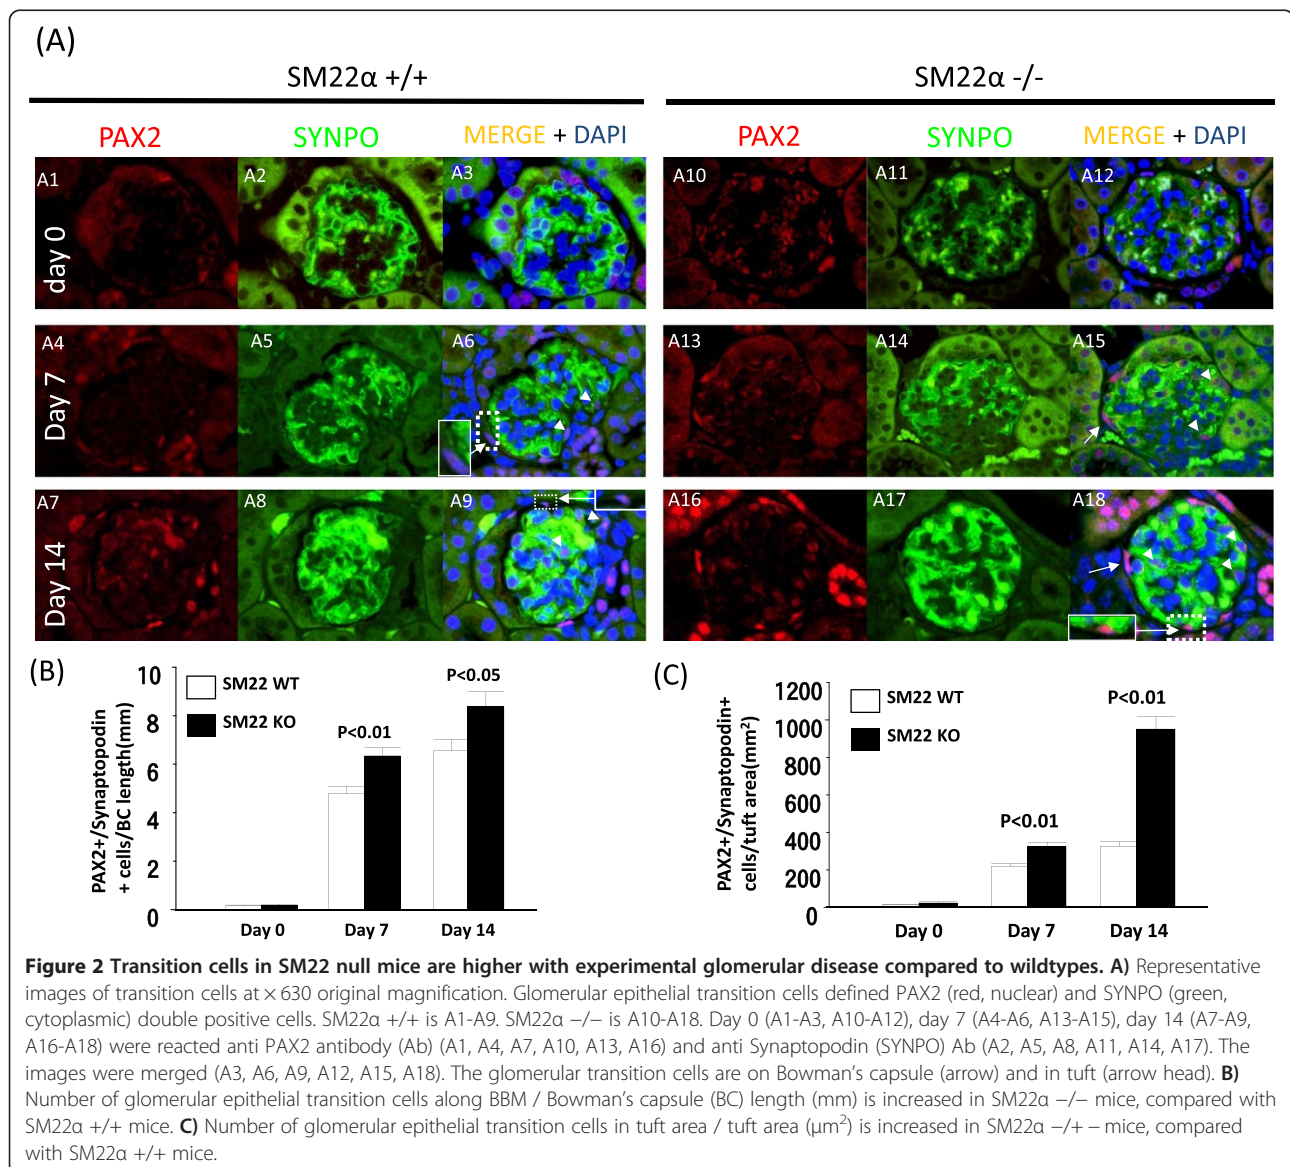 (A)
SM22α +/+
SM22α -/-
PAX2
SYNPO
MERGE + DAPI
PAX2
SYNPO
MERGE + DAPI
day 0
A1
A2
A3
A10
A11
A12
Day 7
A4
A5
A6
A13
A14
A15
Day 14
A7
A8
A9
A16
A17
A18
(B)
PAX2+/Synaptopodin
+ cells/BC length(mm)
10
8
6
4
2
0
SM22 WT
SM22 KO
P<0.01
P<0.05
Day 0
Day 7
Day 14
(C)
PAX2+/Synaptopodin+
cells/tuft area(mm²)
1200
1000
800
600
400
200
0
SM22 WT
SM22 KO
P<0.01
P<0.01
Day 0
Day 7
Day 14
Figure 2 Transition cells in SM22 null mice are higher with experimental glomerular disease compared to wildtypes. A) Representative
images of transition cells at × 630 original magnification. Glomerular epithelial transition cells defined PAX2 (red, nuclear) and SYNPO (green,
cytoplasmic) double positive cells. SM22α +/+ is A1-A9. SM22α −/− is A10-A18. Day 0 (A1-A3, A10-A12), day 7 (A4-A6, A13-A15), day 14 (A7-A9,
A16-A18) were reacted anti PAX2 antibody (Ab) (A1, A4, A7, A10, A13, A16) and anti Synaptopodin (SYNPO) Ab (A2, A5, A8, A11, A14, A17). The
images were merged (A3, A6, A9, A12, A15, A18). The glomerular transition cells are on Bowman's capsule (arrow) and in tuft (arrow head). B)
Number of glomerular epithelial transition cells along BBM / Bowman's capsule (BC) length (mm) is increased in SM22α −/− mice, compared with
SM22α +/+ mice. C) Number of glomerular epithelial transition cells in tuft area / tuft area (μm²) is increased in SM22α −/+ − mice, compared
with SM22α +/+ mice.